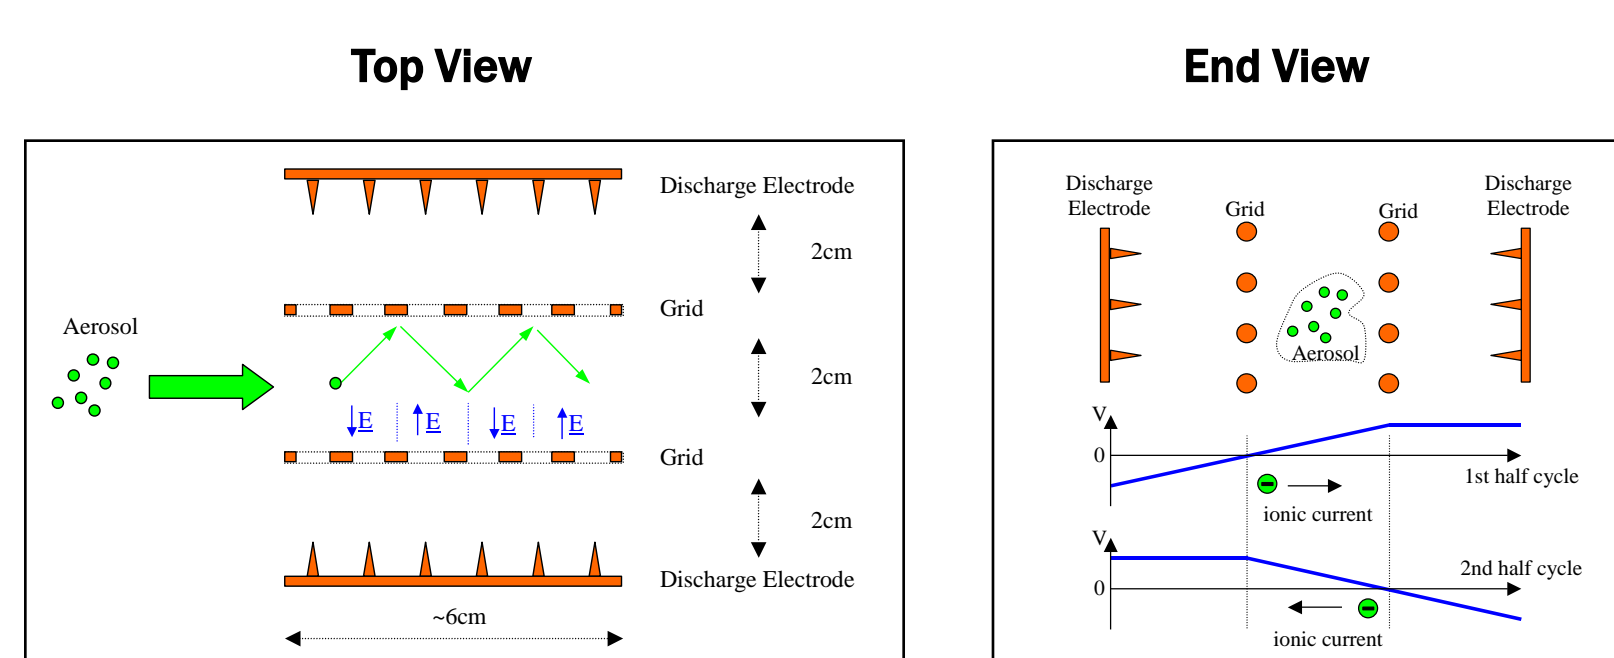 Top View
End View
Discharge Electrode
2cm
Grid
Aerosol
2cm
E
E
E
E
Grid
2cm
Discharge Electrode
~6cm
Discharge
Electrode
Grid
Grid
Discharge
Electrode
Aerosol
V
0
1st half cycle
ionic current
V
2nd half cycle
0
ionic current